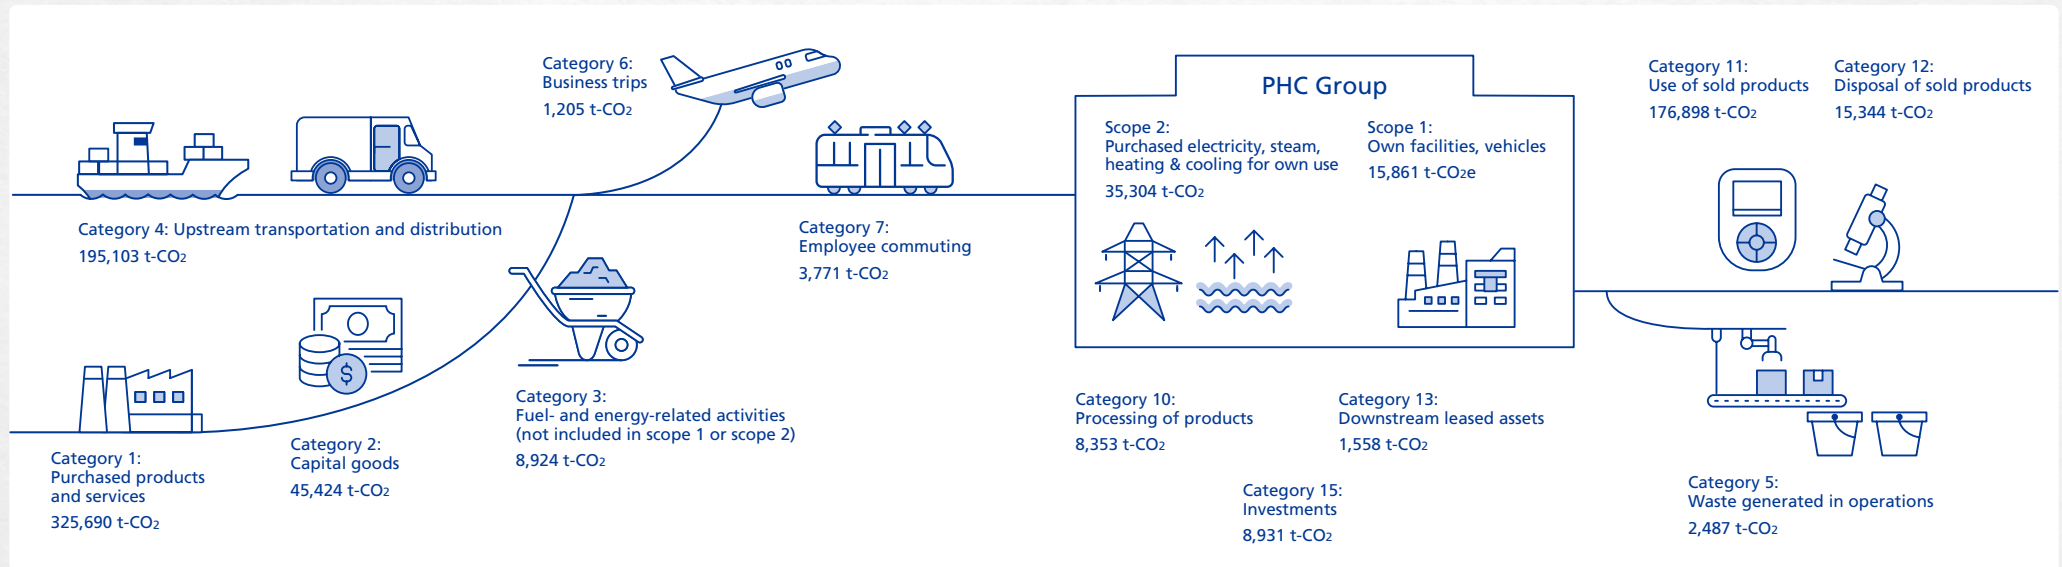 Category 6:
Business trips
1,205 t-CO2
Category 4: Upstream transportation and distribution
195,103 t-CO2
Category 7:
Employee commuting
3,771 t-CO2
Category 1:
Purchased products
and services
325,690 t-CO2
$
Category 2:
Capital goods
45,424 t-CO2
Category 3:
Fuel- and energy-related activities
(not included in scope 1 or scope 2)
8,924 t-CO2
PHC Group
Scope 2:
Purchased electricity, steam,
heating & cooling for own use
35,304 t-CO2
Scope 1:
Own facilities, vehicles
15,861 t-CO2e
Category 10:
Processing of products
8,353 t-CO2
Category 13:
Downstream leased assets
1,558 t-CO2
Category 15:
Investments
8,931 t-CO2
Category 11:
Use of sold products
176,898 t-CO2
Category 12:
Disposal of sold products
15,344 t-CO2
Category 5:
Waste generated in operations
2,487 t-CO2